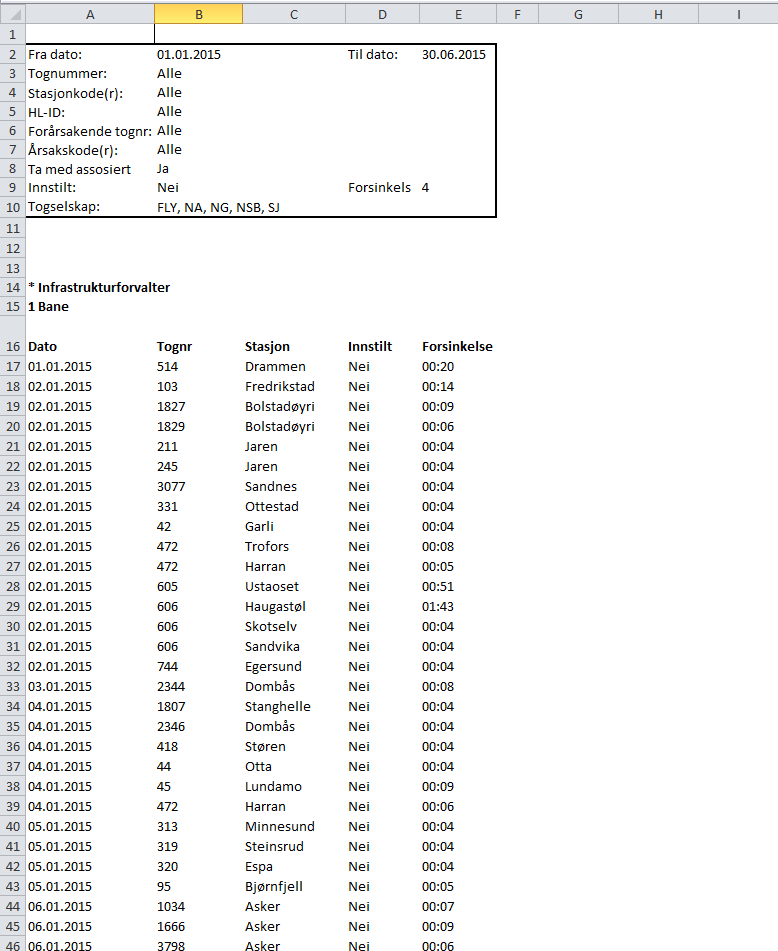 A B C D E F G H I
1
2 Fra dato: 01.01.2015 Til dato: 30.06.2015
3 Tognummer: Alle
4 Stasjonkode(r): Alle
5 HL-ID: Alle
6 Forårsakende tognr: Alle
7 Årsakskode(r): Alle
8 Ta med assosiert Ja
9 Innstilt: Nei Forsinkels 4
10 Togselskap: FLY, NA, NG, NSB, SJ
11
12
13
14 * Infrastrukturforvalter
15 1 Bane
16 Dato Tognr Stasjon Innstilt Forsinkelse
17 01.01.2015 514 Drammen Nei 00:20
18 02.01.2015 103 Fredrikstad Nei 00:14
19 02.01.2015 1827 Bolstadøyri Nei 00:09
20 02.01.2015 1829 Bolstadøyri Nei 00:06
21 02.01.2015 211 Jaren Nei 00:04
22 02.01.2015 245 Jaren Nei 00:04
23 02.01.2015 3077 Sandnes Nei 00:04
24 02.01.2015 331 Ottestad Nei 00:04
25 02.01.2015 42 Garli Nei 00:04
26 02.01.2015 472 Trofors Nei 00:08
27 02.01.2015 472 Harran Nei 00:05
28 02.01.2015 605 Ustaoset Nei 00:51
29 02.01.2015 606 Haugastøl Nei 01:43
30 02.01.2015 606 Skotselv Nei 00:04
31 02.01.2015 606 Sandvika Nei 00:04
32 02.01.2015 744 Egersund Nei 00:04
33 03.01.2015 2344 Dombås Nei 00:08
34 04.01.2015 1807 Stanghelle Nei 00:04
35 04.01.2015 2346 Dombås Nei 00:04
36 04.01.2015 418 Støren Nei 00:04
37 04.01.2015 44 Otta Nei 00:04
38 04.01.2015 45 Lundamo Nei 00:09
39 04.01.2015 472 Harran Nei 00:06
40 05.01.2015 313 Minnesund Nei 00:04
41 05.01.2015 319 Steinsrud Nei 00:04
42 05.01.2015 320 Espa Nei 00:04
43 05.01.2015 95 Bjørnfjell Nei 00:05
44 06.01.2015 1034 Asker Nei 00:07
45 06.01.2015 1666 Asker Nei 00:09
46 06.01.2015 3798 Asker Nei 00:06